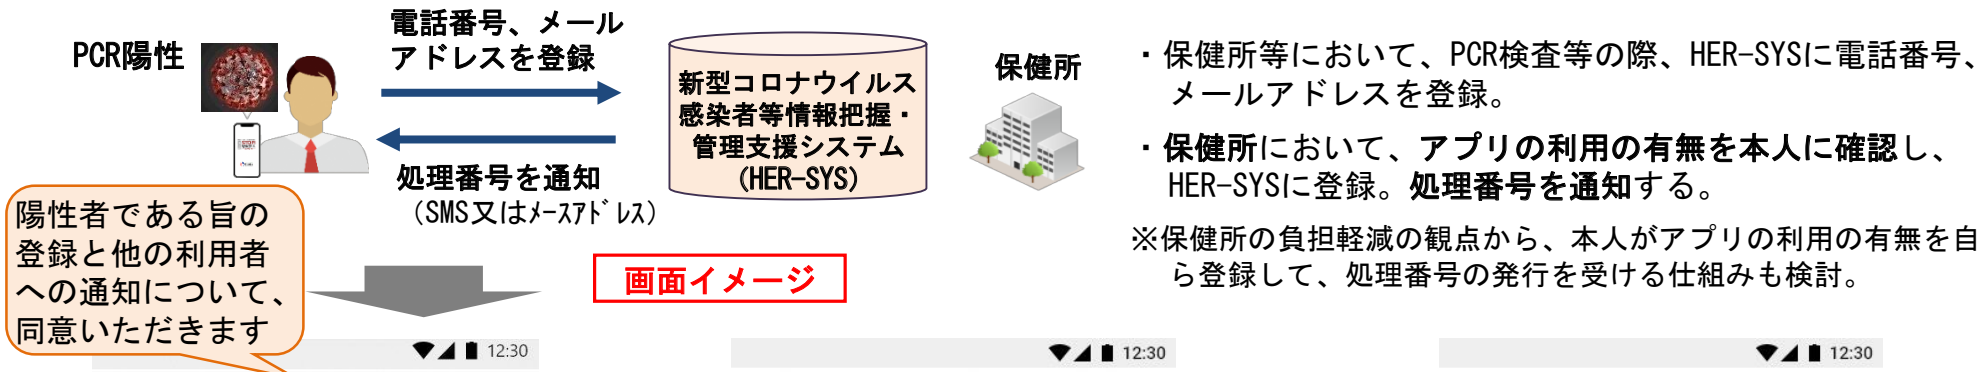 PCR陽性
電話番号、メール
アドレスを登録
処理番号を通知
（SMS又はﾒｰｽｱﾄﾞﾚｽ）
新型コロナウイルス
感染者等情報把握・
管理支援システム
（HER-SYS）
保健所
・保健所等において、PCR検査等の際、HER-SYSに電話番号、
メールアドレスを登録。
・保健所において、アプリの利用の有無を本人に確認し、
HER-SYSに登録。処理番号を通知する。
※保健所の負担軽減の観点から、本人がアプリの利用の有無を自
ら登録して、処理番号の発行を受ける仕組みも検討。
陽性者である旨の
登録と他の利用者
への通知について、
同意いただきます
画面イメージ
12:30
12:30
12:30